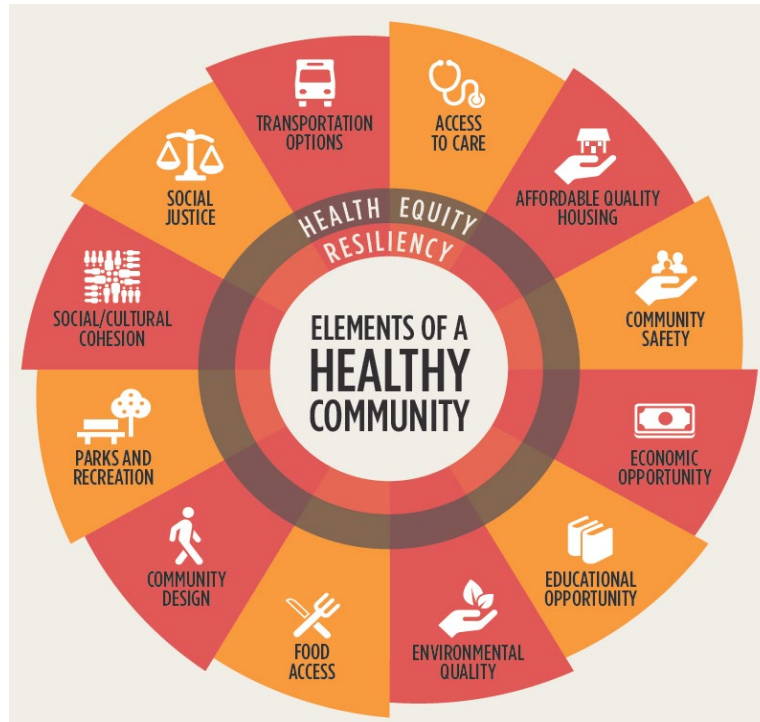 ELEMENTS OF A
HEALTHY
COMMUNITY
HEALTH EQUITY
RESILIENCY
ACCESS
TO CARE
AFFORDABLE QUALITY
HOUSING
COMMUNITY
SAFETY
ECONOMIC
OPPORTUNITY
EDUCATIONAL
OPPORTUNITY
ENVIRONMENTAL
QUALITY
FOOD
ACCESS
COMMUNITY
DESIGN
PARKS AND
RECREATION
SOCIAL/CULTURAL
COHESION
SOCIAL
JUSTICE
TRANSPORTATION
OPTIONS